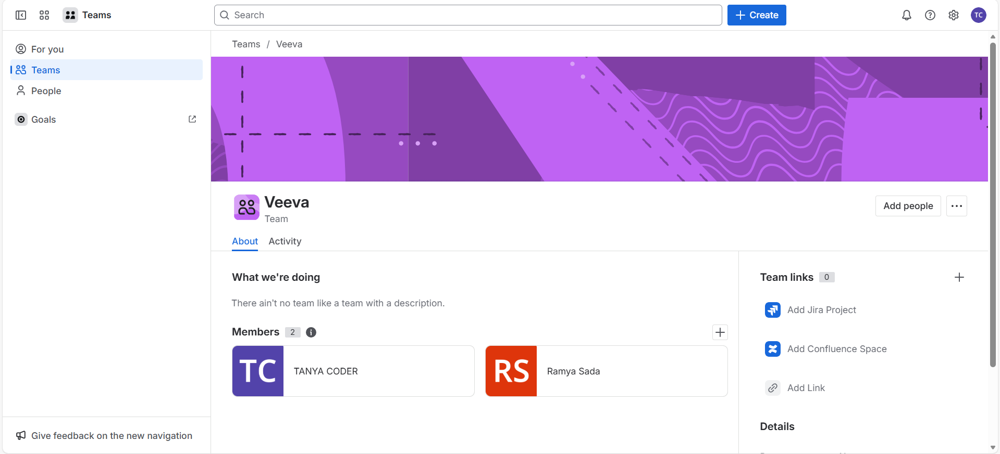 Teams
Search
Create
TC
For you
Teams
People
Goals
Give feedback on the new navigation
Teams / Veeva
Veeva
Team
Add people
About
Activity
What we're doing
There ain't no team like a team with a description.
Members 2
TC
TANYA CODER
RS
Ramya Sada
Team links 0
Add Jira Project
Add Confluence Space
Add Link
Details